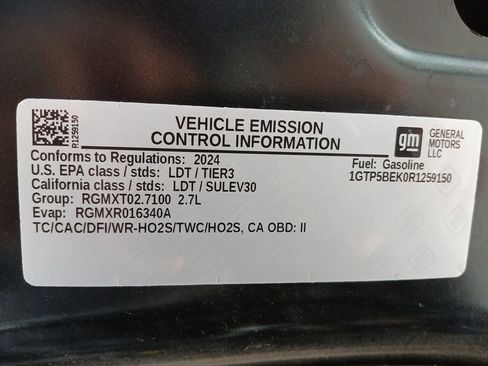 R1259150
VEHICLE EMISSION
CONTROL INFORMATION
gm
GENERAL
MOTORS
LLC
Conforms to Regulations: 2024
U.S. EPA class / stds: LDT / TIER3
California class / stds: LDT / SULEV30
Group: RGMXT02.7100 2.7L
Evap: RGMXR016340A
TC/CAC/DFI/WR-HO2S/TWC/HO2S, CA OBD: II
Fuel: Gasoline
1GTP5BEK0R1259150